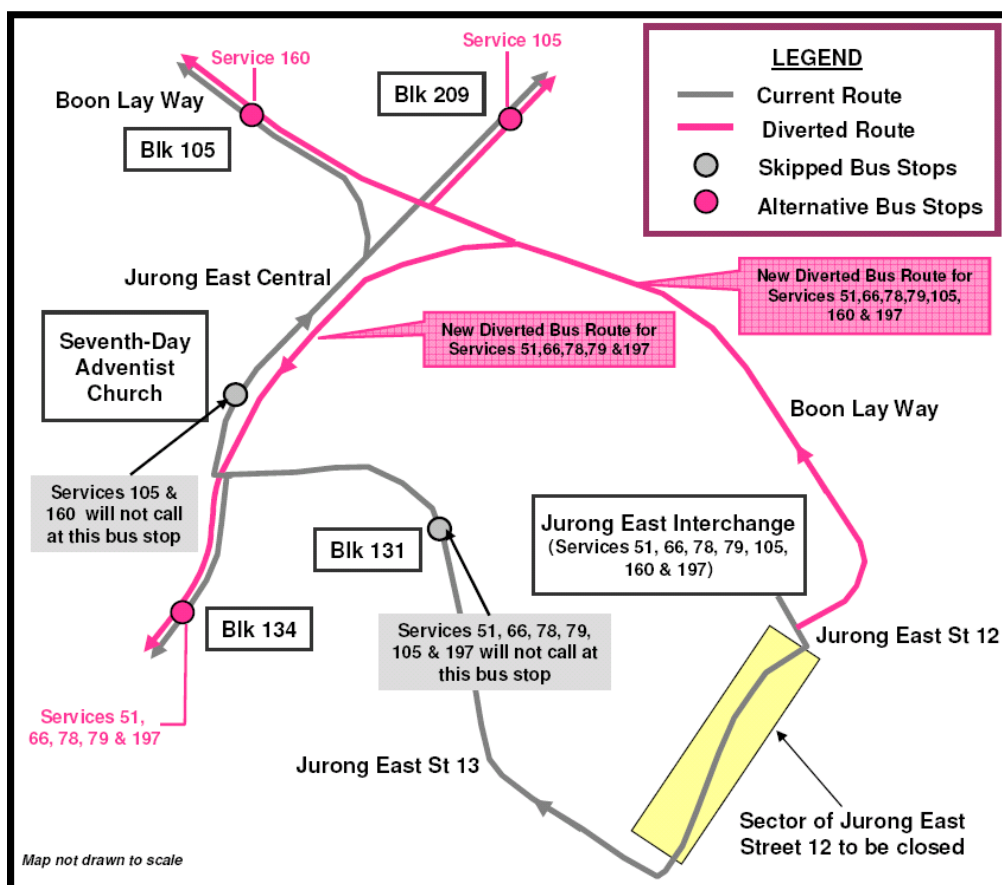 Service 160
Service 105
Boon Lay Way
Blk 209
Blk 105
LEGEND
Current Route
Diverted Route
Skipped Bus Stops
Alternative Bus Stops
Jurong East Central
New Diverted Bus Route for
Services 51,66,78,79,105,
160 & 197
New Diverted Bus Route for
Services 51,66,78,79 &197
Seventh-Day
Adventist
Church
Boon Lay Way
Services 105 &
160 will not call
at this bus stop
Blk 131
Jurong East Interchange
(Services 51, 66, 78, 79, 105,
160 & 197)
Blk 134
Services 51, 66, 78, 79,
105 & 197 will not call at
this bus stop
Jurong East St 12
Services 51,
66, 78, 79 & 197
Jurong East St 13
Sector of Jurong East
Street 12 to be closed
Map not drawn to scale